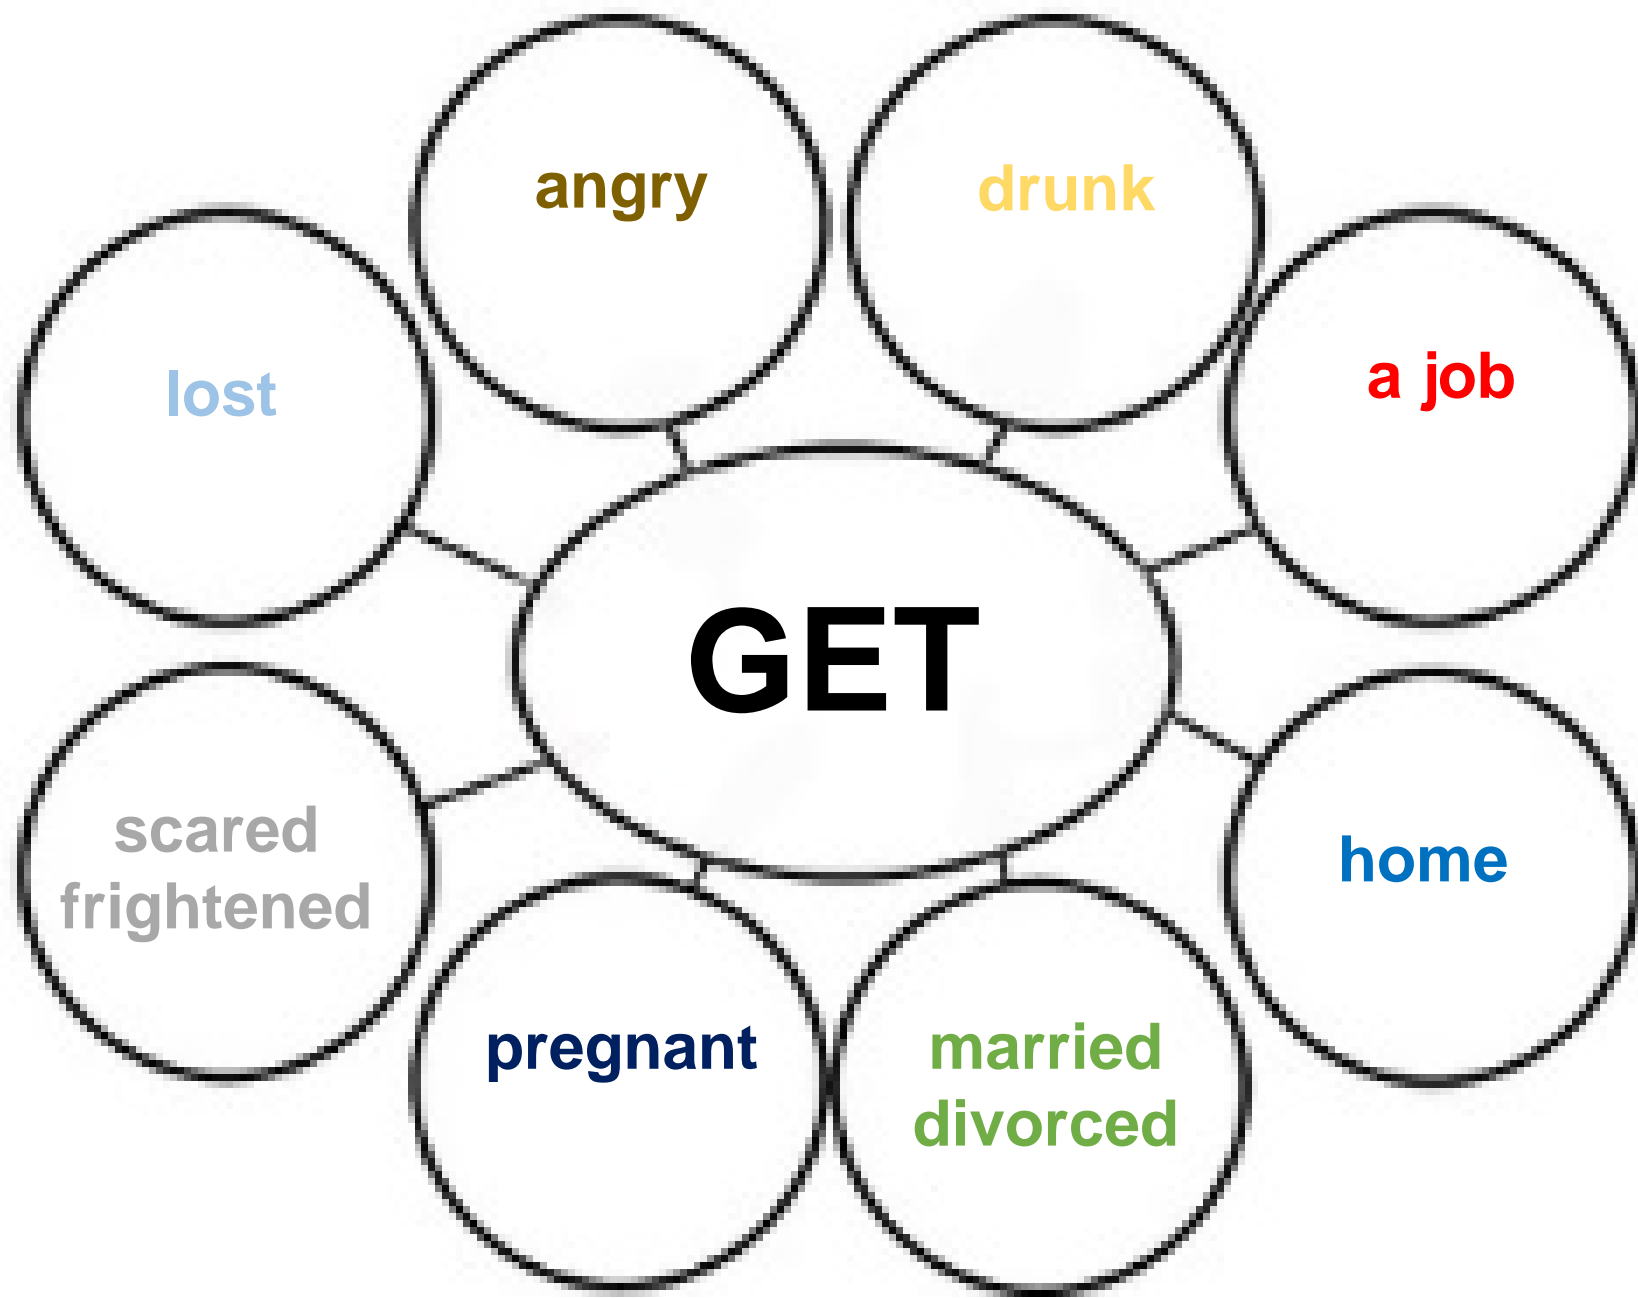 angry
drunk
lost
a job
GET
scared
frightened
home
pregnant
married
divorced